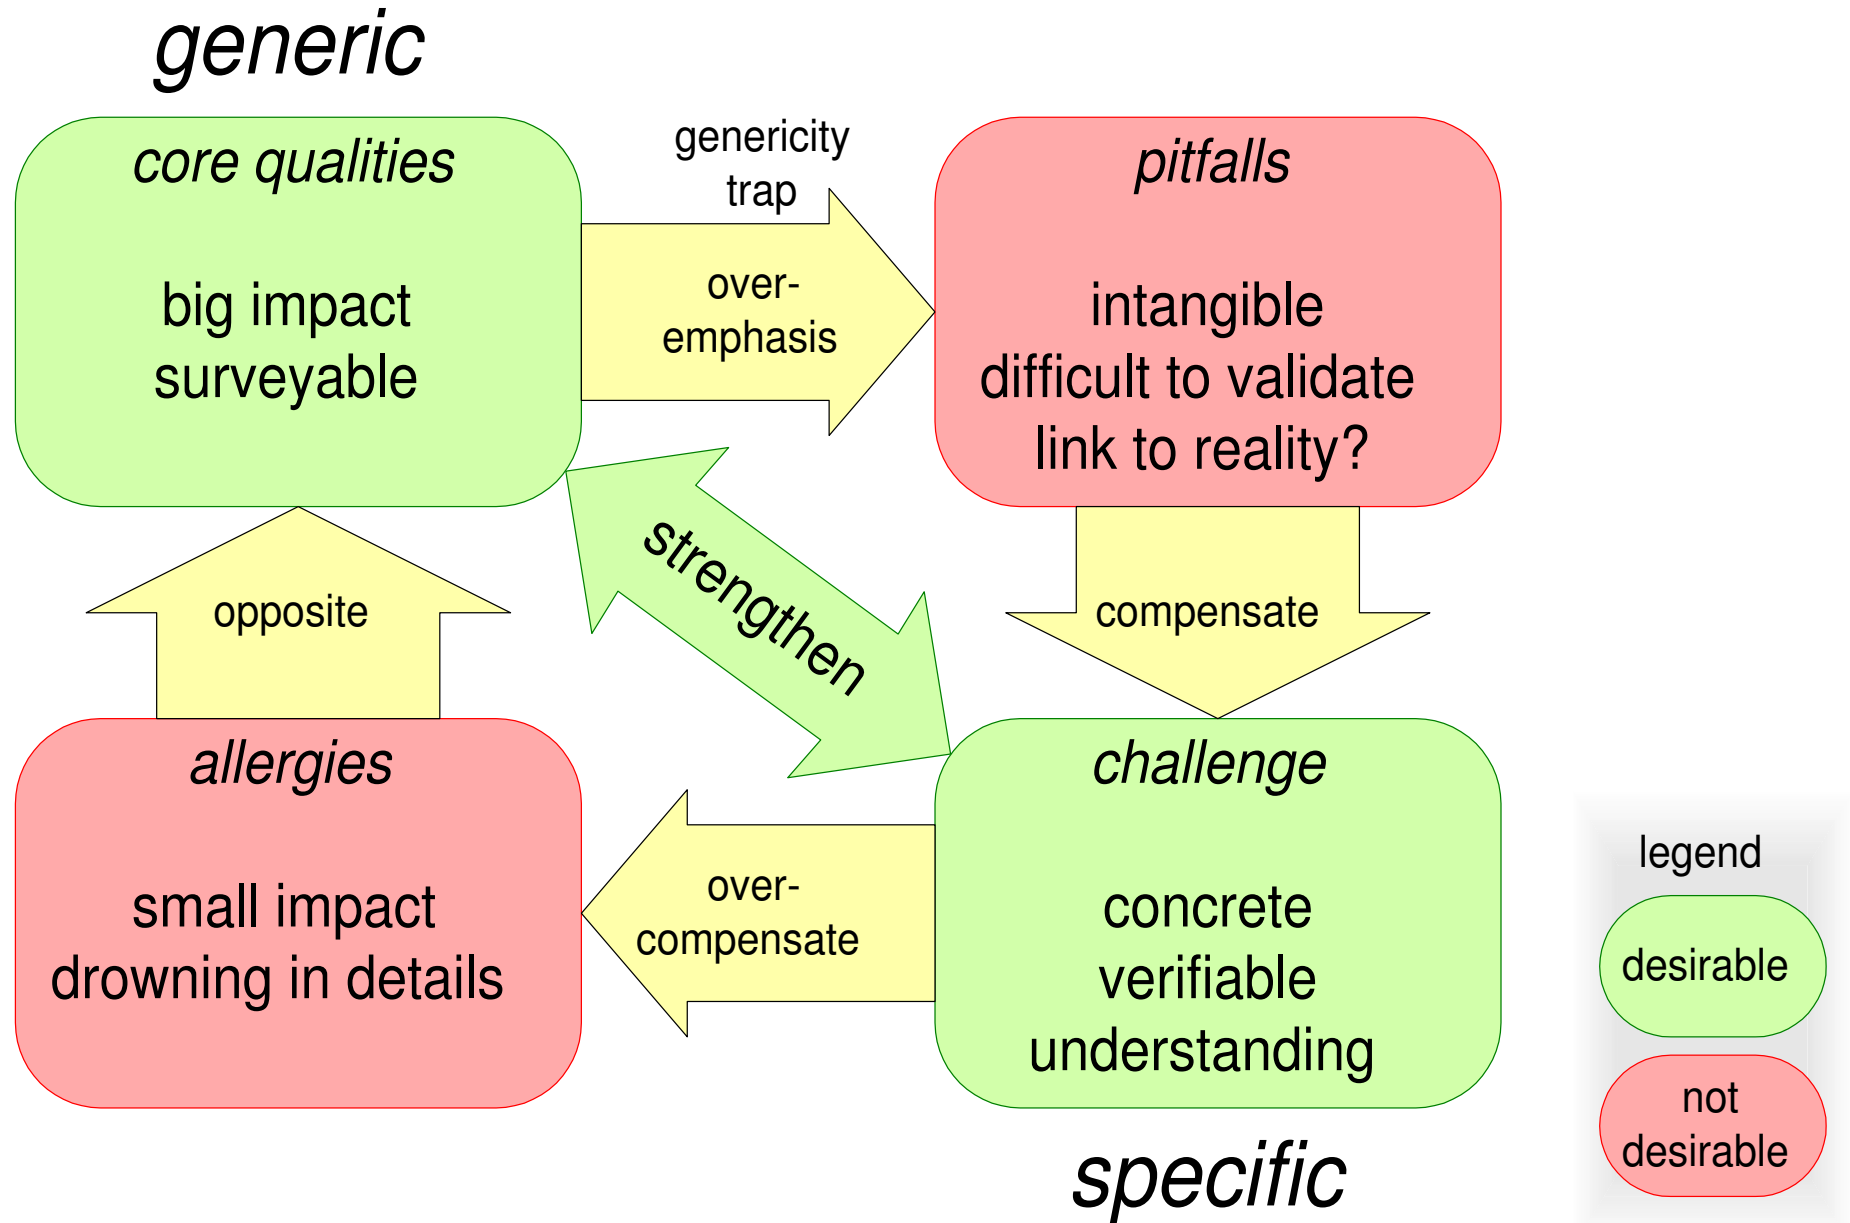 generic
core qualities
big impact
surveyable
genericity
trap
over-
emphasis
pitfalls
intangible
difficult to validate
link to reality?
opposite
strengthen
compensate
allergies
small impact
drowning in details
over-
compensate
challenge
concrete
verifiable
understanding
specific
legend
desirable
not
desirable